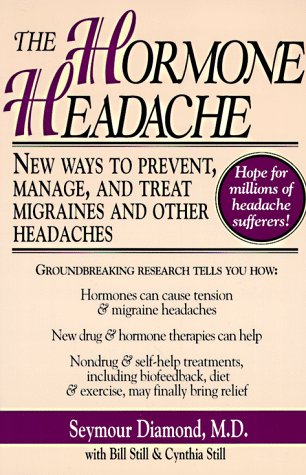 THE HORMONE
HEADACHE
NEW WAYS TO PREVENT,
MANAGE, AND TREAT
MIGRAINES AND OTHER
HEADACHES
Hope for
millions of
headache
sufferers!
GROUNDBREAKING RESEARCH TELLS YOU HOW:
Hormones can cause tension
& migraine headaches
New drug & hormone therapies can help
Nondrug & self-help treatments,
including biofeedback, diet
& exercise, may finally bring relief
Seymour Diamond, M.D.
with Bill Still & Cynthia Still